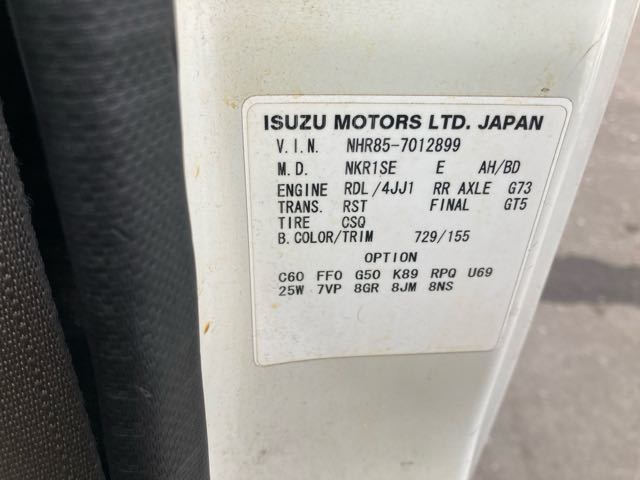 ISUZU MOTORS LTD. JAPAN
V.I.N. NHR85-7012899
M.D. NKR1SE E AH/BD
ENGINE RDL/4JJ1 RR AXLE G73
TRANS. RST FINAL GT5
TIRE CSQ
B.COLOR/TRIM 729/155
OPTION
C60 FF0 G50 K89 RPQ U69
25W 7VP 8GR 8JM 8NS